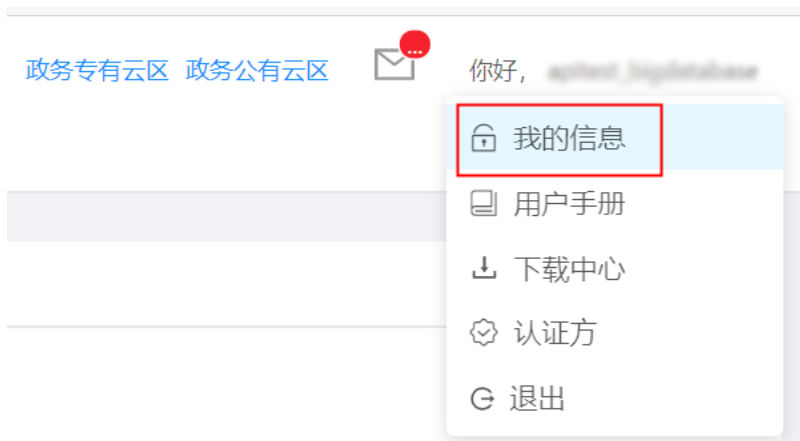 政务专有云区 政务公有云区 ... 你好，
我的信息
用户手册
下载中心
认证方
退出